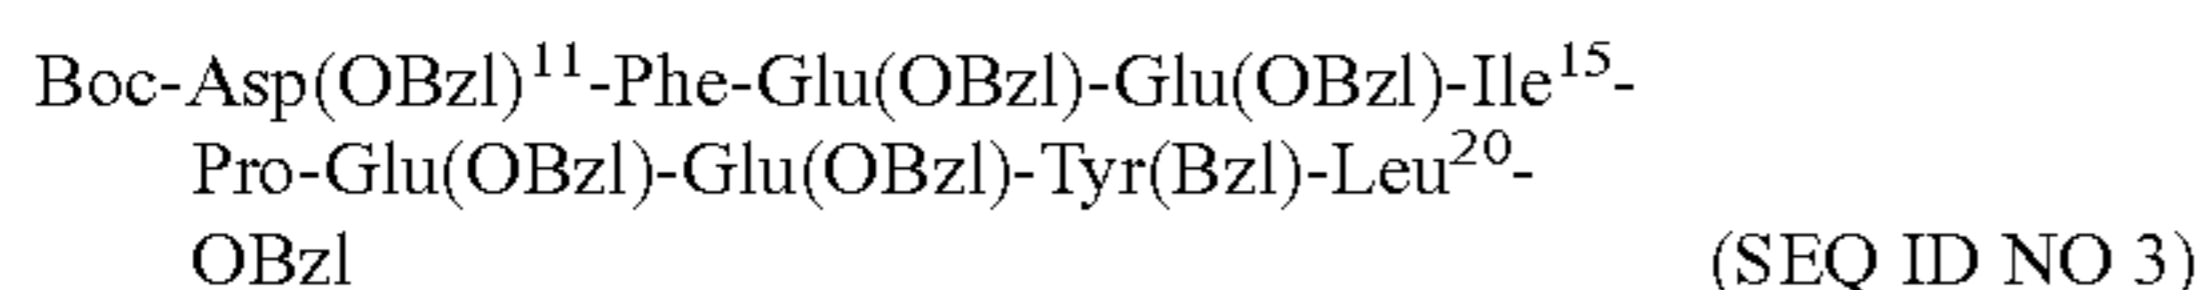 Boc-Asp(OBzl)¹¹-Phe-Glu(OBzl)-Glu(OBzl)-Ile¹⁵-
Pro-Glu(OBzl)-Glu(OBzl)-Tyr(Bzl)-Leu²⁰-
OBzl (SEQ ID NO 3)